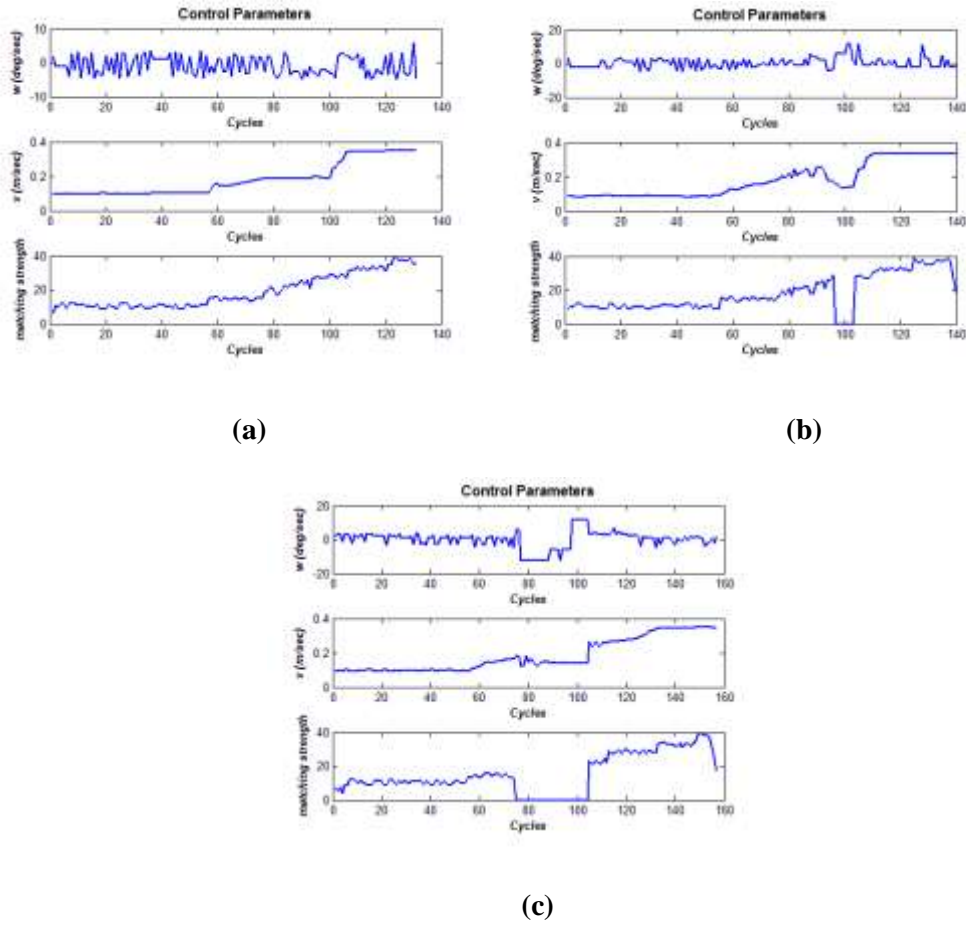 Control Parameters
w (deg/sec)
10
0
-10
0 20 40 60 80 100 120 140
Cycles
v (m/sec)
0.4
0.2
0
0 20 40 60 80 100 120 140
Cycles
matching strength
40
20
0
0 20 40 60 80 100 120 140
Cycles
(a)
Control Parameters
w (deg/sec)
20
0
-20
0 20 40 60 80 100 120 140
Cycles
v (m/sec)
0.4
0.2
0
0 20 40 60 80 100 120 140
Cycles
matching strength
40
20
0
0 20 40 60 80 100 120 140
Cycles
(b)
Control Parameters
w (deg/sec)
20
0
-20
0 20 40 60 80 100 120 140 160
Cycles
v (m/sec)
0.4
0.2
0
0 20 40 60 80 100 120 140 160
Cycles
matching strength
40
20
0
0 20 40 60 80 100 120 140 160
Cycles
(c)